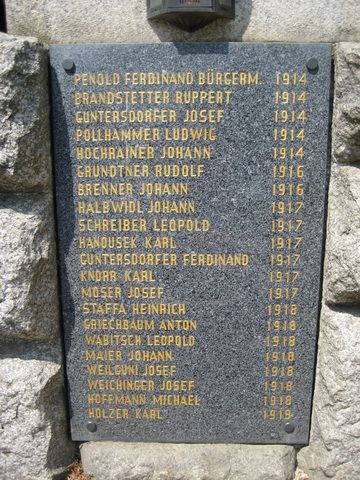 PENOLD FERDINAND BÜRGERM. 1914
BRANDSTETTER RUPPERT 1914
GUNTERSDORFER JOSEF 1914
POLLHAMMER LUDWIG 1914
HOCHRAINER JOHANN 1914
GRUNDTNER RUDOLF 1916
BRENNER JOHANN 1916
HALBWIDL JOHANN 1917
SCHREIBER LEOPOLD 1917
HANOUSEK KARL 1917
GUNTERSDORFER FERDINAND 1917
KNORR KARL 1917
MOSER JOSEF 1917
STAFFA HEINRICH 1918
GRIECHBAUM ANTON 1918
WABITSCH LEOPOLD 1918
MAIER JOHANN 1918
WEILGUNI JOSEF 1918
WEICHINGER JOSEF 1918
HOFFMANN MICHAEL 1918
HOLZER KARL 1919